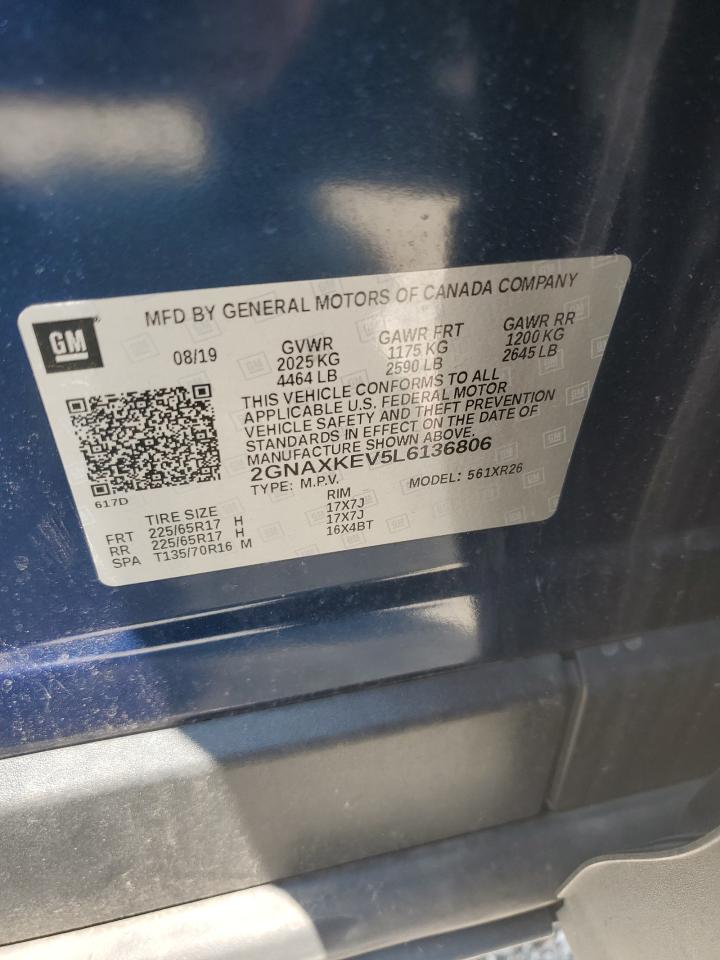 MFD BY GENERAL MOTORS OF CANADA COMPANY
GM
08/19
GVWR
2025 KG
4464 LB
GAWR FRT
1175 KG
2590 LB
GAWR RR
1200 KG
2645 LB
THIS VEHICLE CONFORMS TO ALL
APPLICABLE U.S. FEDERAL MOTOR
VEHICLE SAFETY AND THEFT PREVENTION
STANDARDS IN EFFECT ON THE DATE OF
MANUFACTURE SHOWN ABOVE.
2GNAXKEV5L6136806
TYPE: M.P.V. MODEL: 561XR26
617D
TIRE SIZE RIM
FRT 225/65R17 H 17X7J
RR 225/65R17 H 17X7J
SPA T135/70R16 M 16X4BT